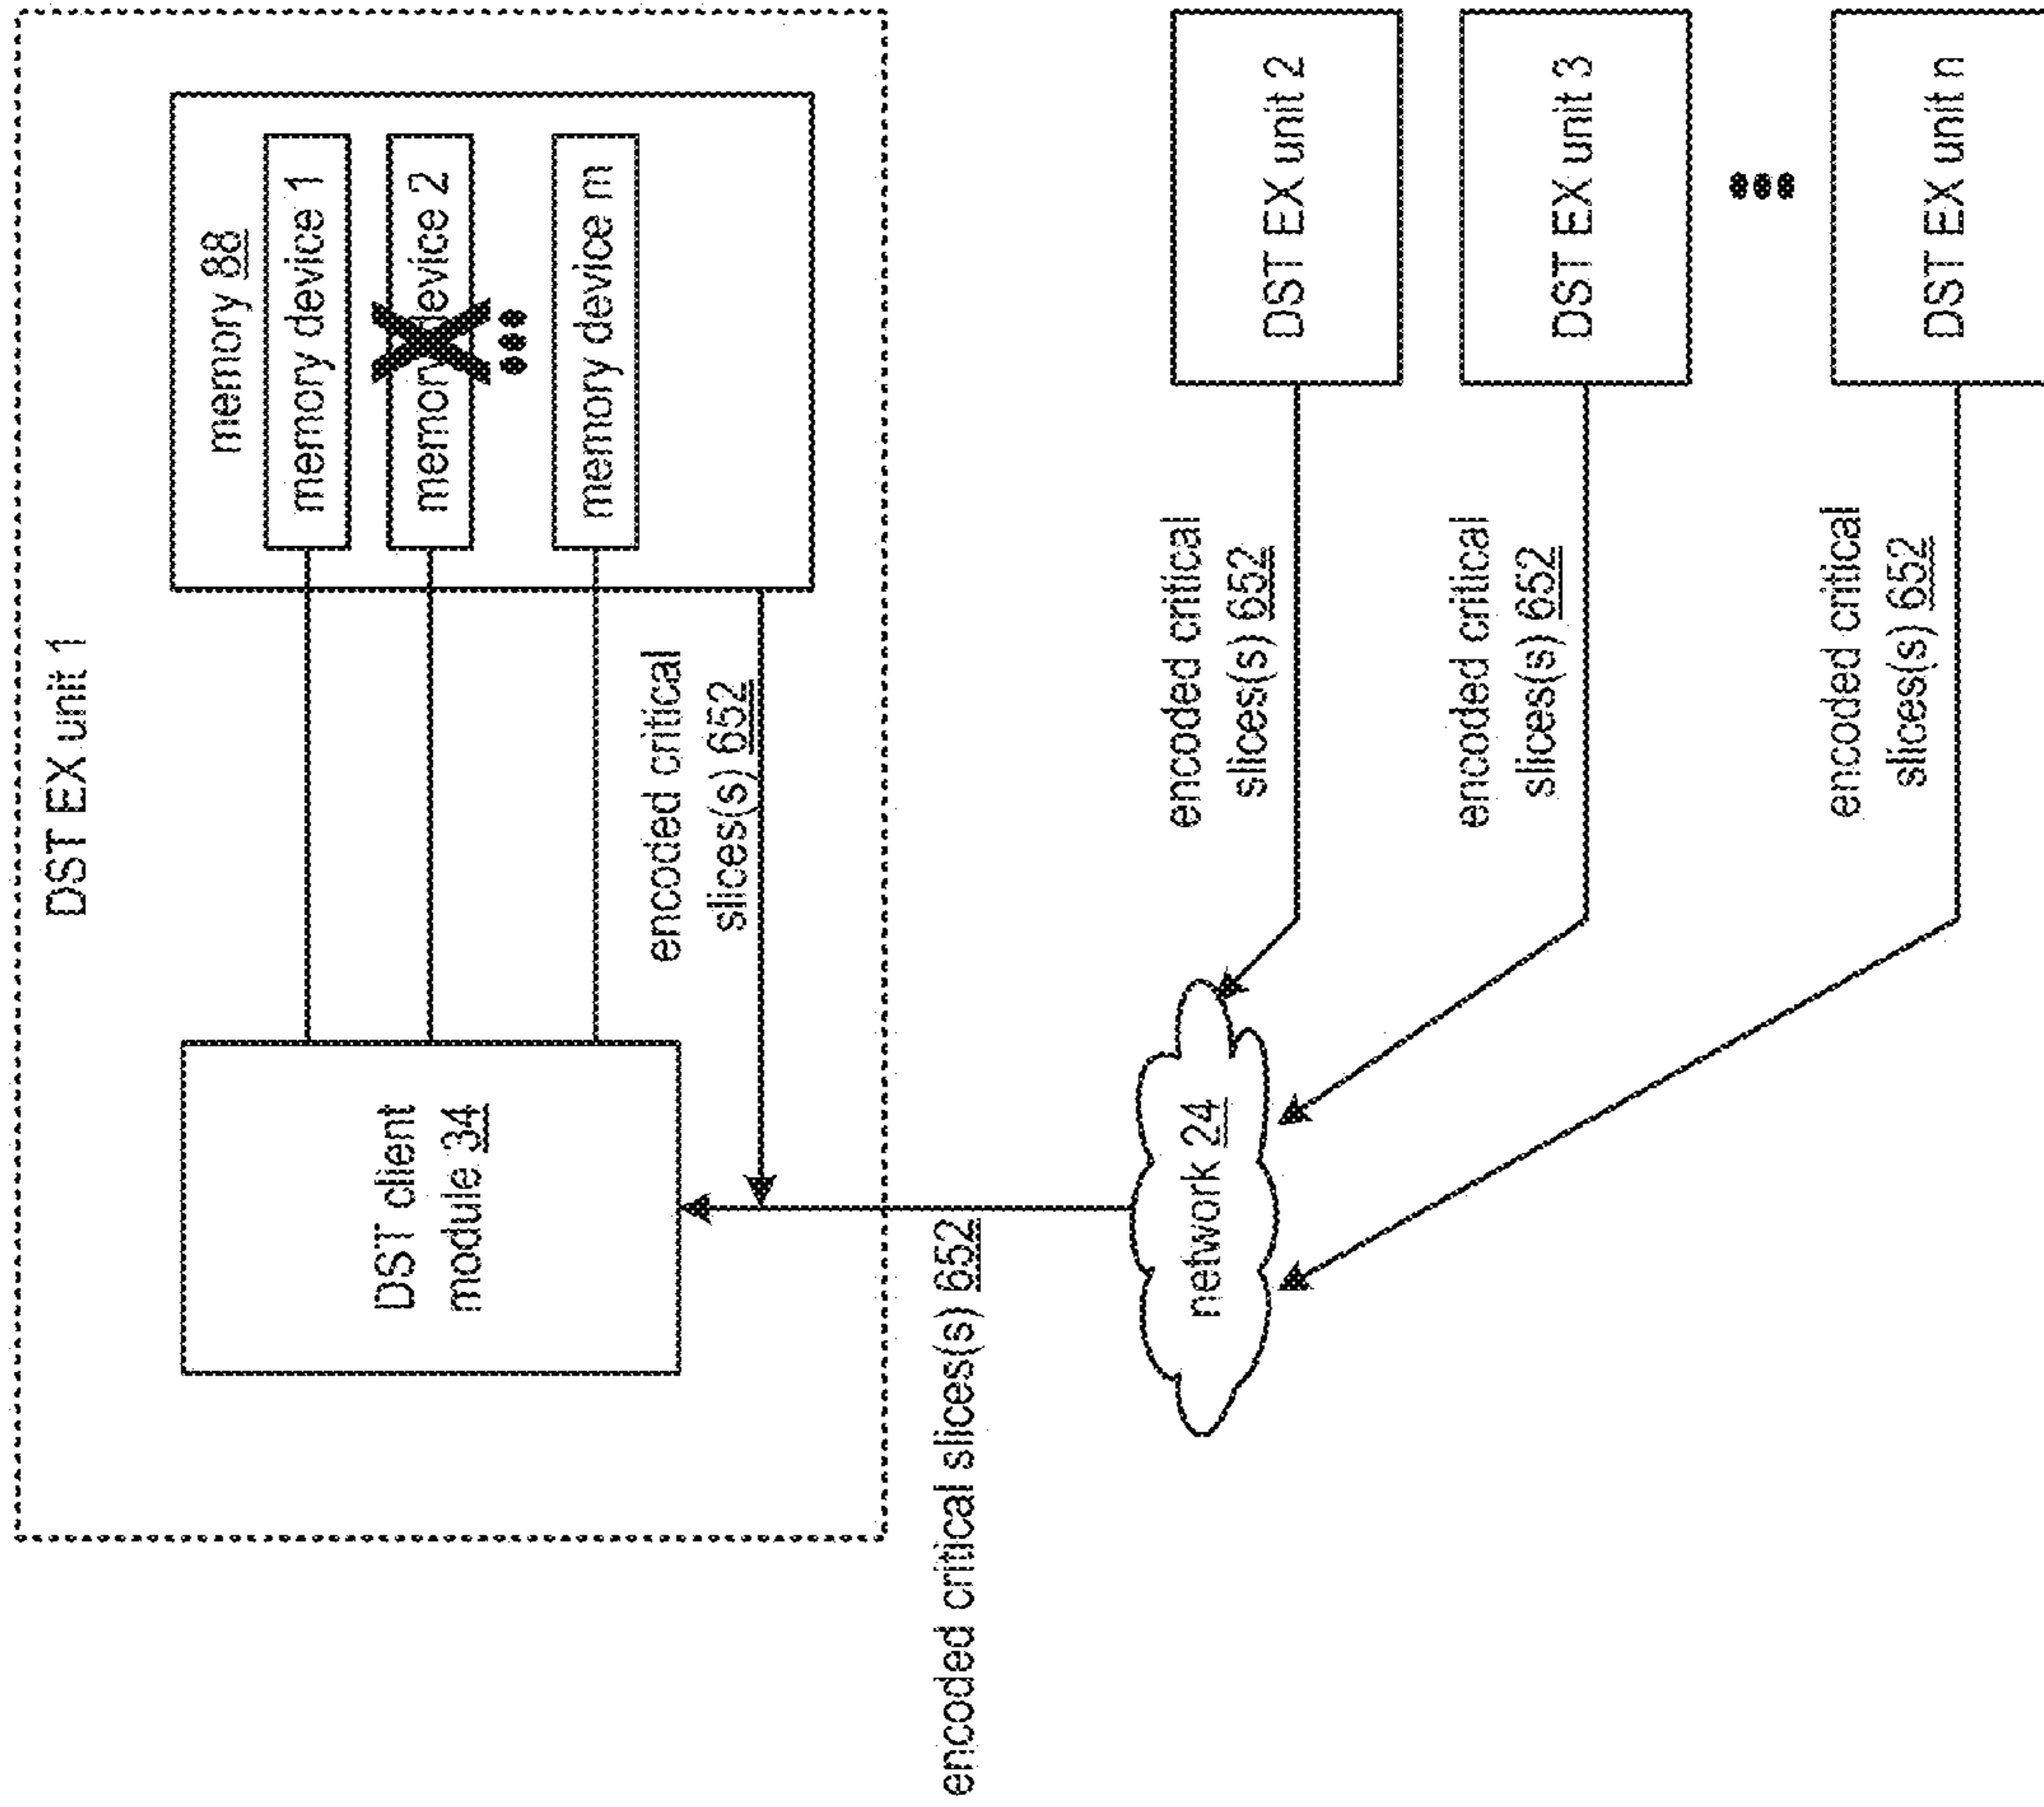 DST EX unit 1
DST client
module 34
memory 88
memory device 1
memory device 2
memory device m
encoded critical
slices(s) 652
encoded critical slices(s) 652
network 24
encoded critical
slices(s) 652
DST EX unit 2
encoded critical
slices(s) 652
DST EX unit 3
encoded critical
slices(s) 652
DST EX unit n